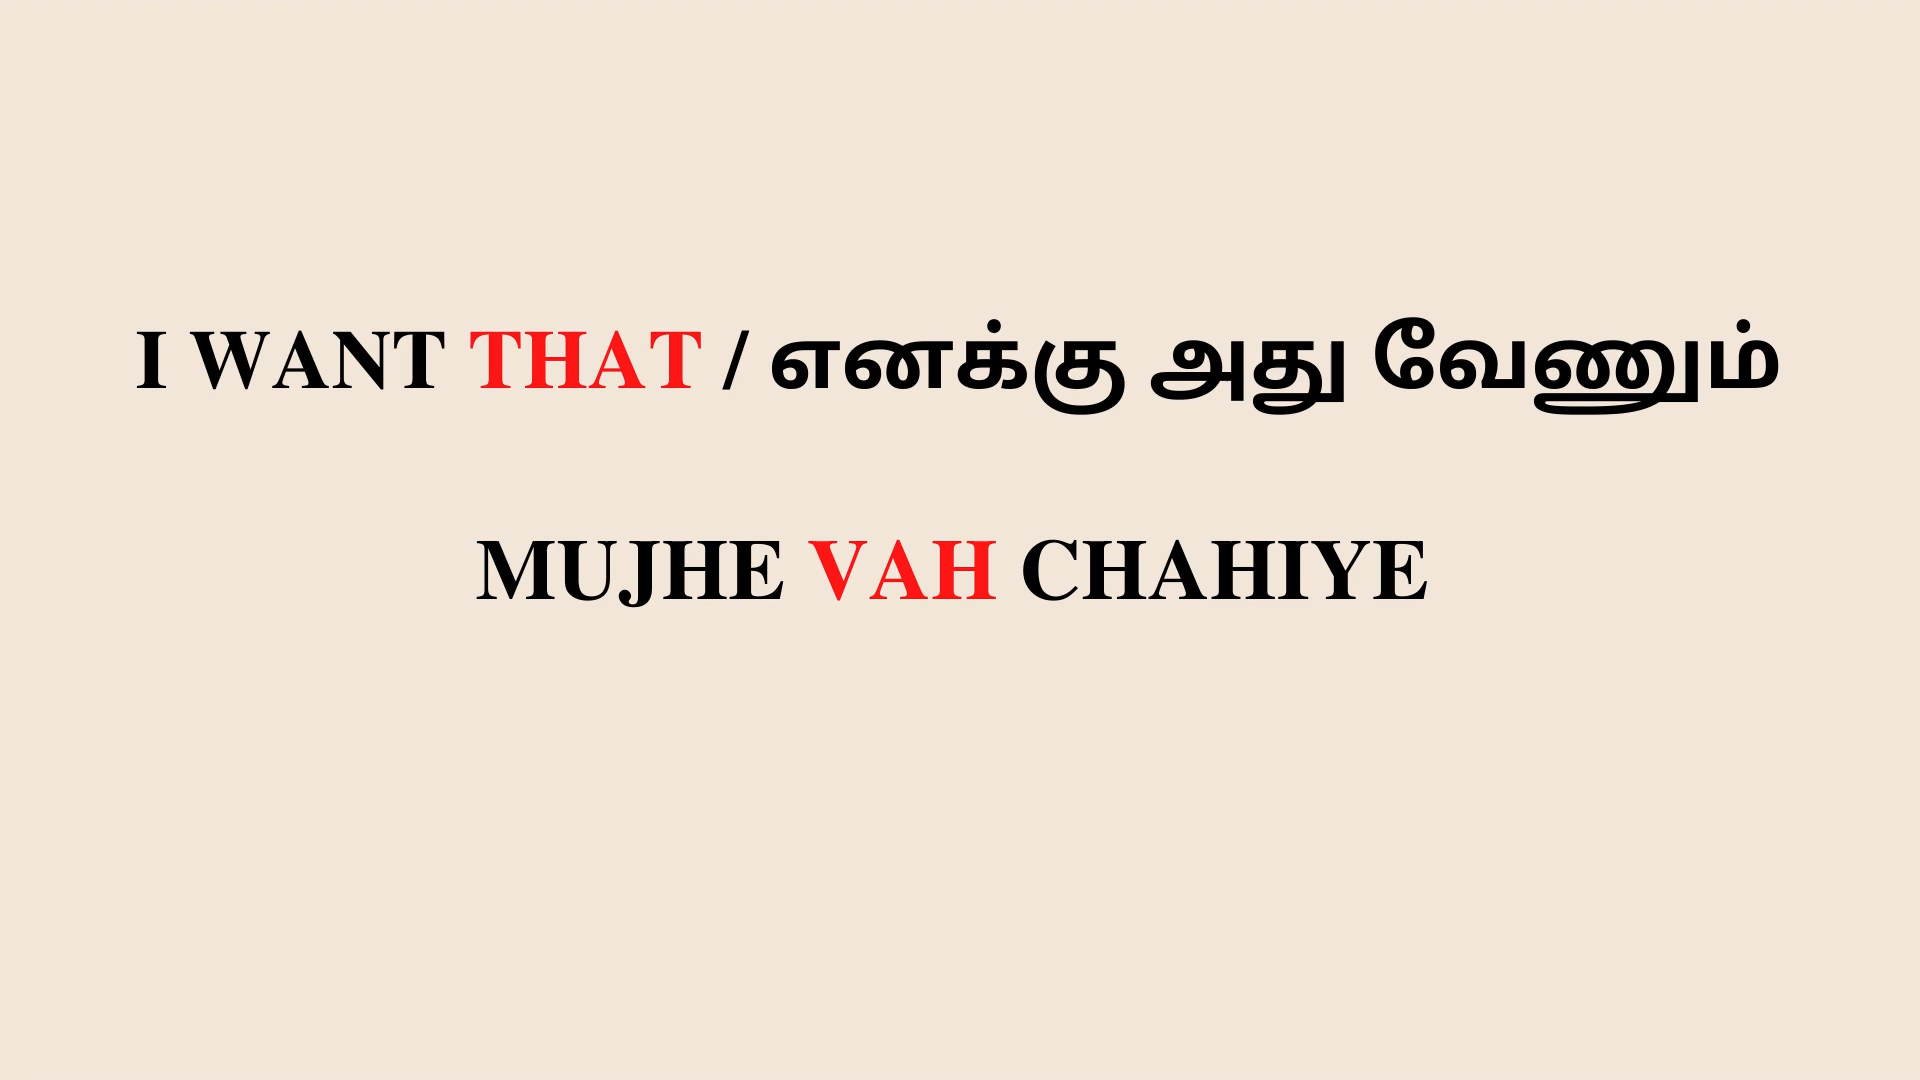 I WANT THAT / எனக்கு அது வேணும்
MUJHE VAH CHAHIYE